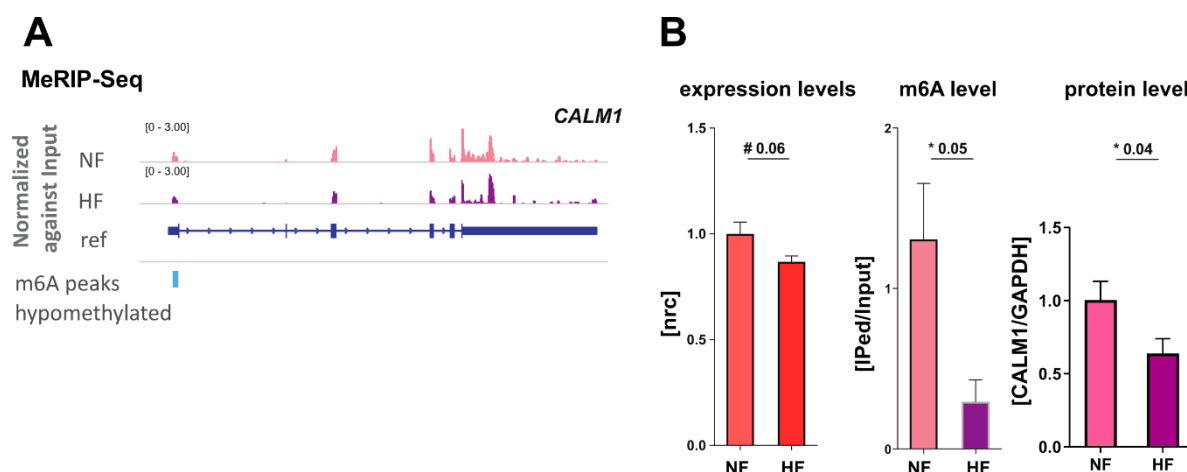 A
MeRIP-Seq
CALM1
Normalized
against Input
[0 - 3.00]
NF
[0 - 3.00]
HF
ref
m6A peaks
hypomethylated
B
expression levels
[nrc]
1.5
1.0
0.5
0.0
# 0.06
NF HF
m6A level
[IPed/Input]
2
1
0
* 0.05
NF HF
protein level
[CALM1/GAPDH]
1.5
1.0
0.5
0.0
* 0.04
NF HF